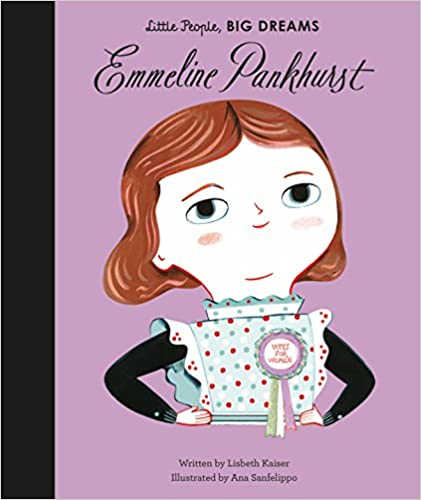 Little People, BIG DREAMS
Emmeline Pankhurst
VOTES
FOR
WOMEN
Written by Lisbeth Kaiser
Illustrated by Ana Sanfelippo